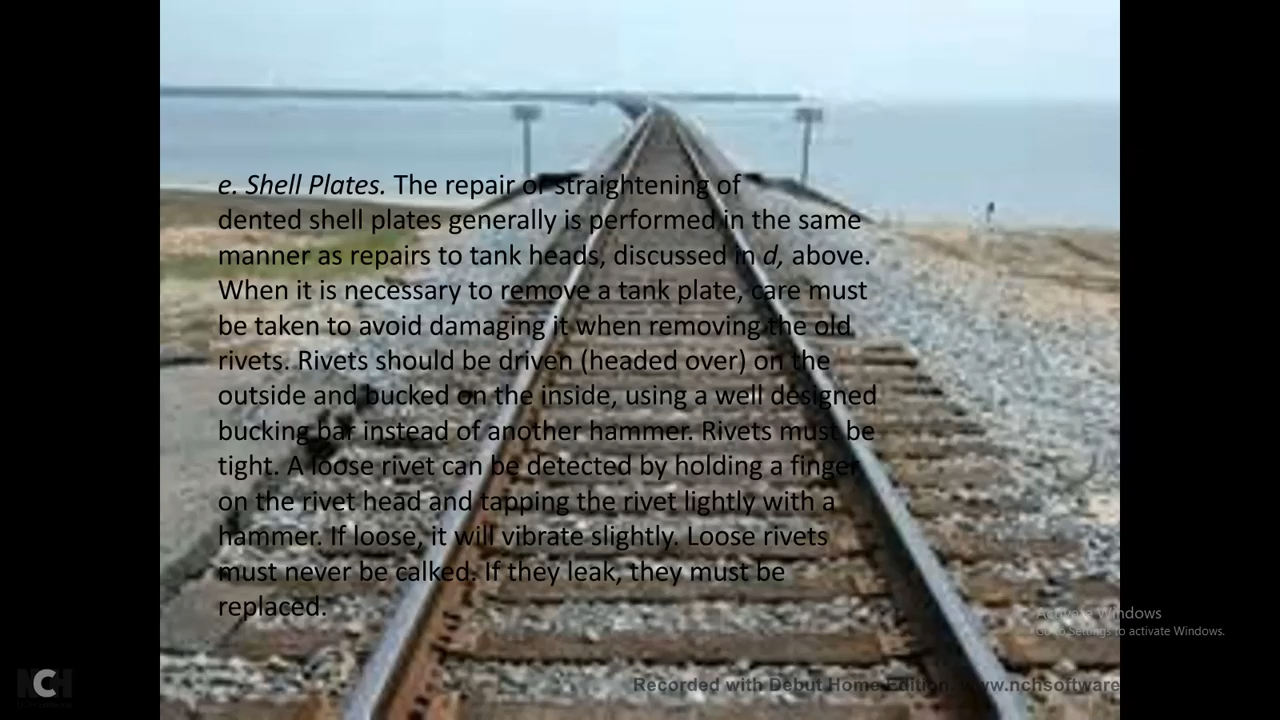 e. Shell Plates. The repair or straightening of
dented shell plates generally is performed in the same
manner as repairs to tank heads, discussed in d, above.
When it is necessary to remove a tank plate, care must
be taken to avoid damaging it when removing the old
rivets. Rivets should be driven (headed over) on the
outside and bucked on the inside, using a well designed
bucking bar instead of another hammer. Rivets must be
tight. A loose rivet can be detected by holding a finger
on the rivet head and tapping the rivet lightly with a
hammer. If loose, it will vibrate slightly. Loose rivets
must never be calked. If they leak, they must be
replaced.
Activate Windows
Go to Settings to activate Windows.
Recorded with Debut Home Edition. www.nchsoftware
NCH